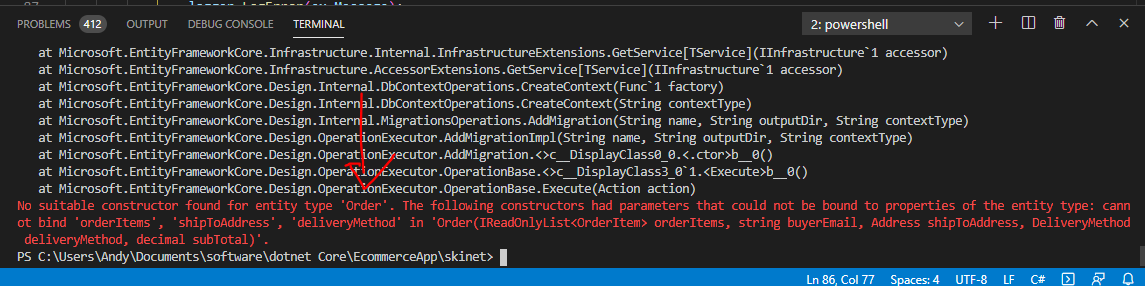 87 logger.LogError(ex.Message);
PROBLEMS 412 OUTPUT DEBUG CONSOLE TERMINAL 2: powershell
at Microsoft.EntityFrameworkCore.Infrastructure.Internal.InfrastructureExtensions.GetService[TService](IInfrastructure`1 accessor)
at Microsoft.EntityFrameworkCore.Infrastructure.AccessorExtensions.GetService[TService](IInfrastructure`1 accessor)
at Microsoft.EntityFrameworkCore.Design.Internal.DbContextOperations.CreateContext(Func`1 factory)
at Microsoft.EntityFrameworkCore.Design.Internal.DbContextOperations.CreateContext(String contextType)
at Microsoft.EntityFrameworkCore.Design.Internal.MigrationsOperations.AddMigration(String name, String outputDir, String contextType)
at Microsoft.EntityFrameworkCore.Design.OperationExecutor.AddMigrationImpl(String name, String outputDir, String contextType)
at Microsoft.EntityFrameworkCore.Design.OperationExecutor.AddMigration.<>c__DisplayClass0_0.<.ctor>b__0()
at Microsoft.EntityFrameworkCore.Design.OperationExecutor.OperationBase.<>c__DisplayClass3_0`1.<Execute>b__0()
at Microsoft.EntityFrameworkCore.Design.OperationExecutor.OperationBase.Execute(Action action)
No suitable constructor found for entity type 'Order'. The following constructors had parameters that could not be bound to properties of the entity type: cann
ot bind 'orderItems', 'shipToAddress', 'deliveryMethod' in 'Order(IReadOnlyList<OrderItem> orderItems, string buyerEmail, Address shipToAddress, DeliveryMethod
deliveryMethod, decimal subTotal)'.
PS C:\Users\Andy\Documents\software\dotnet Core\EcommerceApp\skinet>
Ln 86, Col 77 Spaces: 4 UTF-8 LF C#